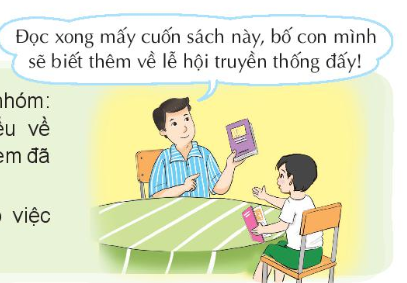 Đọc xong mấy cuốn sách này, bố con mình
sẽ biết thêm về lễ hội truyền thống đấy!
nhóm:
ểu về
em đã
việc